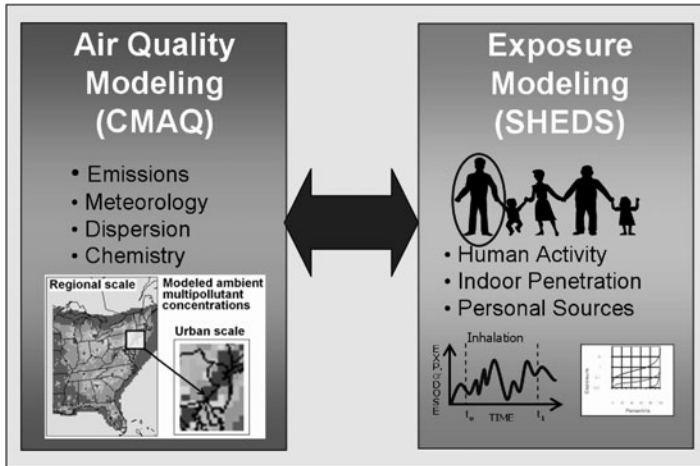 Air Quality
Modeling
(CMAQ)
• Emissions
• Meteorology
• Dispersion
• Chemistry
Regional scale
Modeled ambient
multipollutant
concentrations
Urban scale
Exposure
Modeling
(SHEDS)
• Human Activity
• Indoor Penetration
• Personal Sources
Inhalation
TIME
Exposure